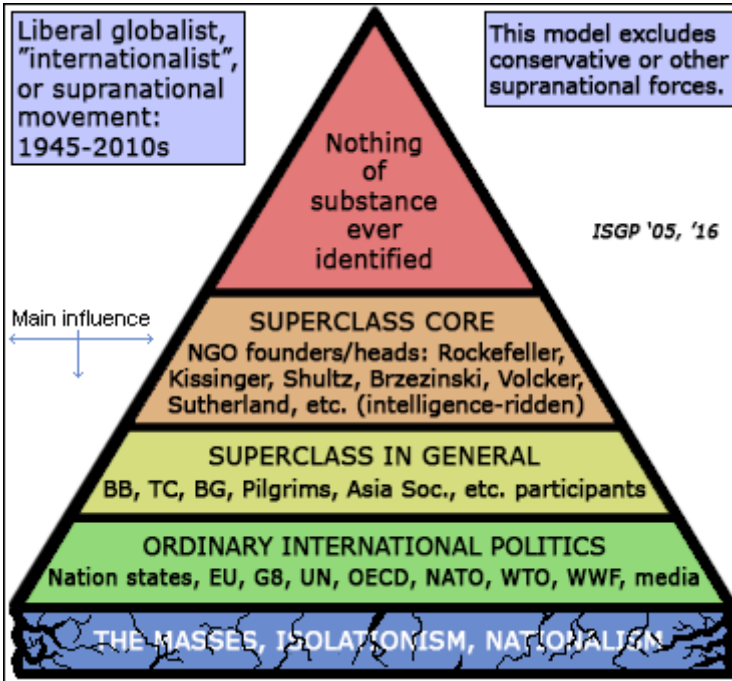 Liberal globalist,
”internationalist”,
or supranational
movement:
1945-2010s
This model excludes
conservative or other
supranational forces.
Nothing
of
substance
ever
identified
ISGP ‘05, ’16
Main influence
SUPERCLASS CORE
NGO founders/heads: Rockefeller,
Kissinger, Shultz, Brzezinski, Volcker,
Sutherland, etc. (intelligence-ridden)
SUPERCLASS IN GENERAL
BB, TC, BG, Pilgrims, Asia Soc., etc. participants
ORDINARY INTERNATIONAL POLITICS
Nation states, EU, G8, UN, OECD, NATO, WTO, WWF, media
THE MASSES, ISOLATIONISM, NATIONALISM